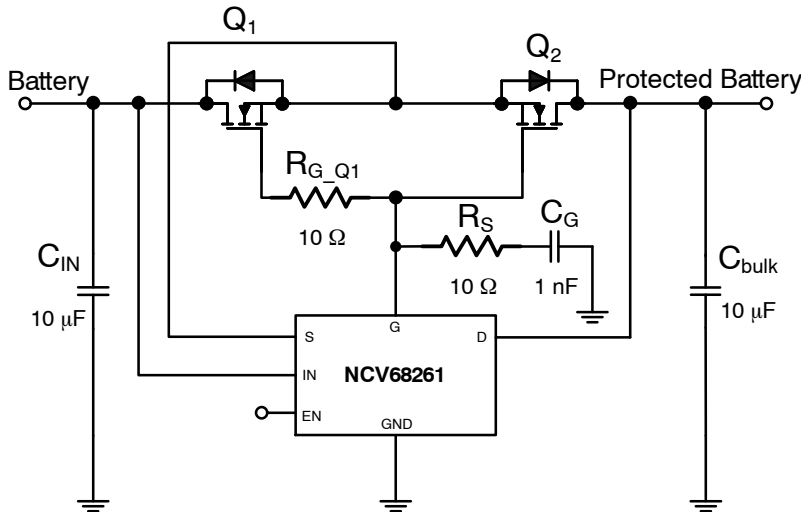 Q1
Q2
Battery
Protected Battery
RG_Q1
10 Ω
RS
10 Ω
CG
1 nF
CIN
10 μF
Cbulk
10 μF
S
G
D
IN
NCV68261
EN
GND